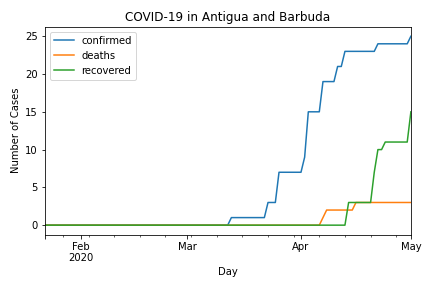 COVID-19 in Antigua and Barbuda
confirmed
deaths
recovered
Number of Cases
25
20
15
10
5
0
Feb
2020
Mar
Apr
May
Day